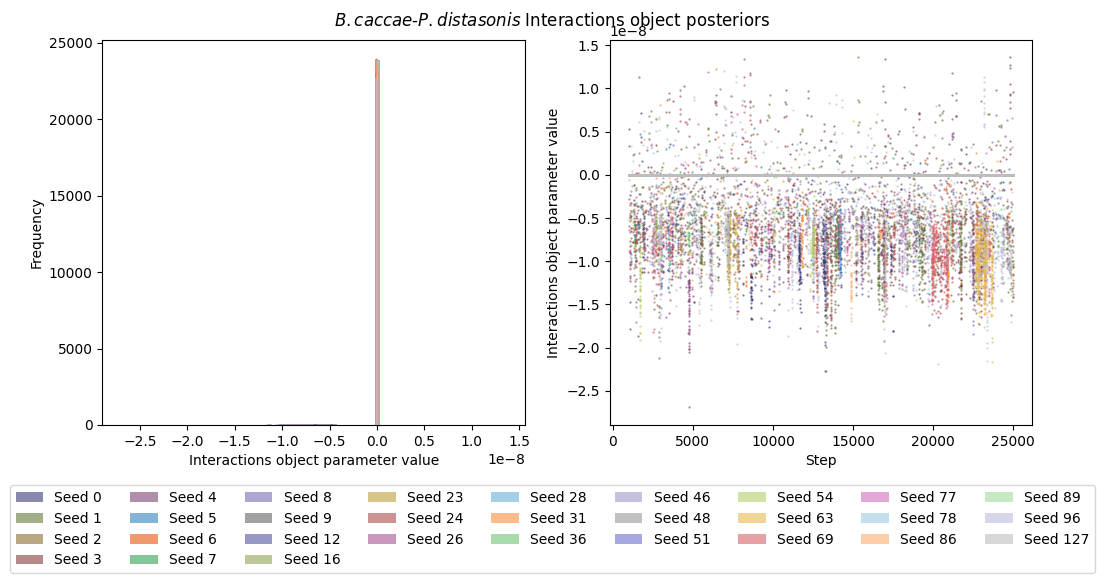 B. caccae-P. distasonis Interactions object posteriors
25000
20000
15000
10000
5000
0
Frequency
−2.5 −2.0 −1.5 −1.0 −0.5 0.0 0.5 1.0 1.5
1e−8
Interactions object parameter value
1e−8
1.5
1.0
0.5
0.0
−0.5
−1.0
−1.5
−2.0
−2.5
Interactions object parameter value
0 5000 10000 15000 20000 25000
Step
Seed 0 Seed 4 Seed 8 Seed 23 Seed 28 Seed 46 Seed 54 Seed 77 Seed 89
Seed 1 Seed 5 Seed 9 Seed 24 Seed 31 Seed 48 Seed 63 Seed 78 Seed 96
Seed 2 Seed 6 Seed 12 Seed 26 Seed 36 Seed 51 Seed 69 Seed 86 Seed 127
Seed 3 Seed 7 Seed 16